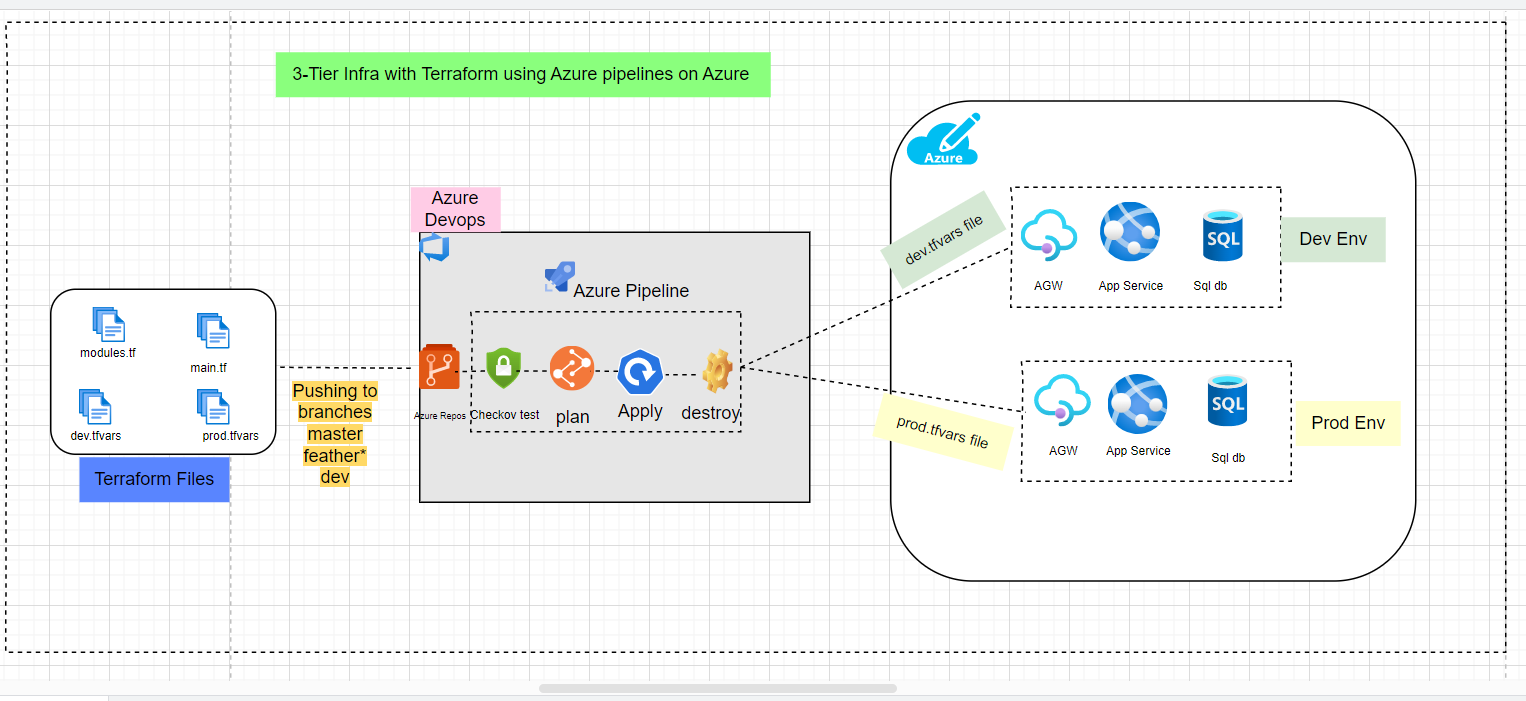 3-Tier Infra with Terraform using Azure pipelines on Azure
Azure
Azure
Devops
dev.tfvars file
SQL
Dev Env
AGW
App Service
Sql db
Azure Pipeline
modules.tf
main.tf
dev.tfvars
prod.tfvars
Terraform Files
Pushing to
branches
master
feather*
dev
Azure Repos
Checkov test
plan
Apply
destroy
prod.tfvars file
SQL
Prod Env
AGW
App Service
Sql db